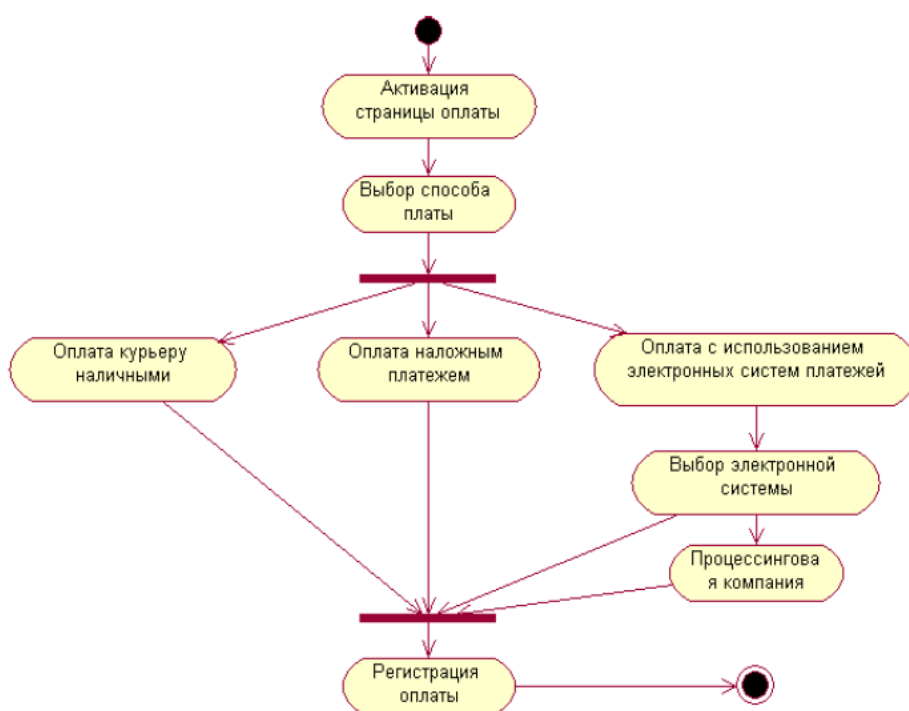 Активация
страницы оплаты
Выбор способа
платы
Оплата курьеру
наличными
Оплата наложным
платежем
Оплата с использованием
электронных систем платежей
Выбор электронной
системы
Процессингова
я компания
Регистрация
оплаты